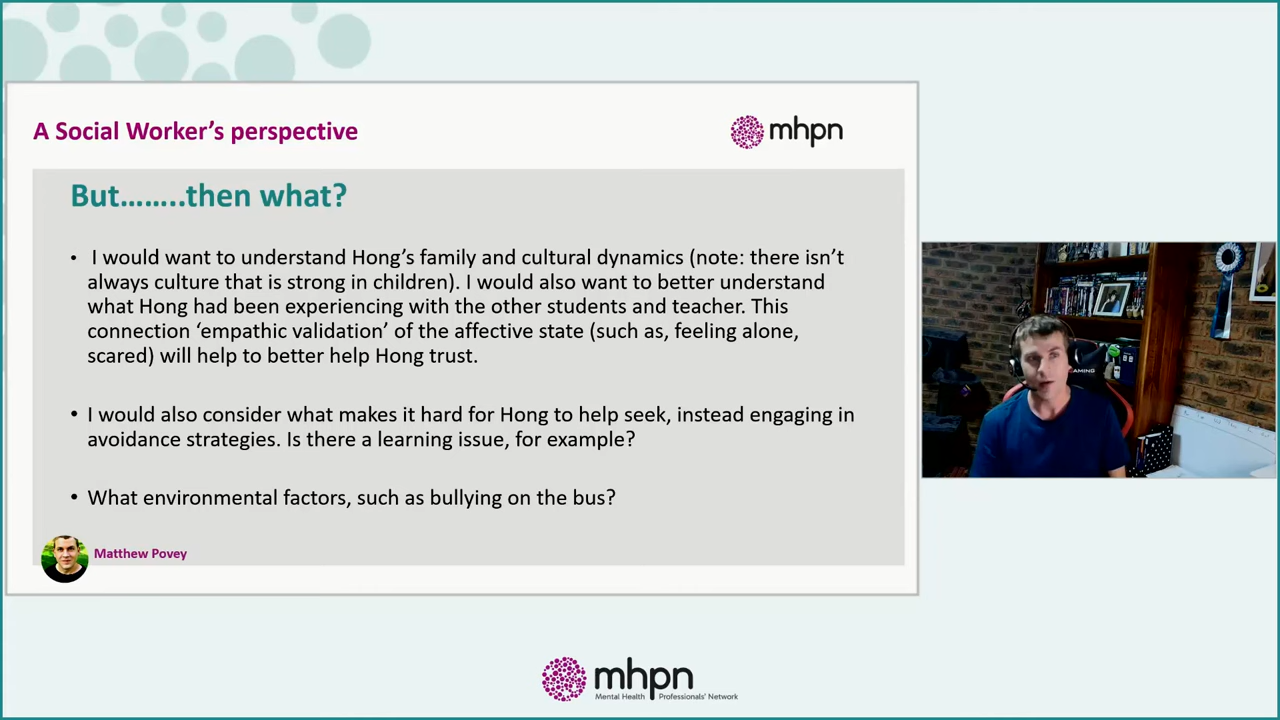 A Social Worker’s perspective
mhpn
But……..then what?
• I would want to understand Hong’s family and cultural dynamics (note: there isn’t
always culture that is strong in children). I would also want to better understand
what Hong had been experiencing with the other students and teacher. This
connection ‘empathic validation’ of the affective state (such as, feeling alone,
scared) will help to better help Hong trust.
• I would also consider what makes it hard for Hong to help seek, instead engaging in
avoidance strategies. Is there a learning issue, for example?
• What environmental factors, such as bullying on the bus?
Matthew Povey
AMING
mhpn
Mental Health Professionals’ Network